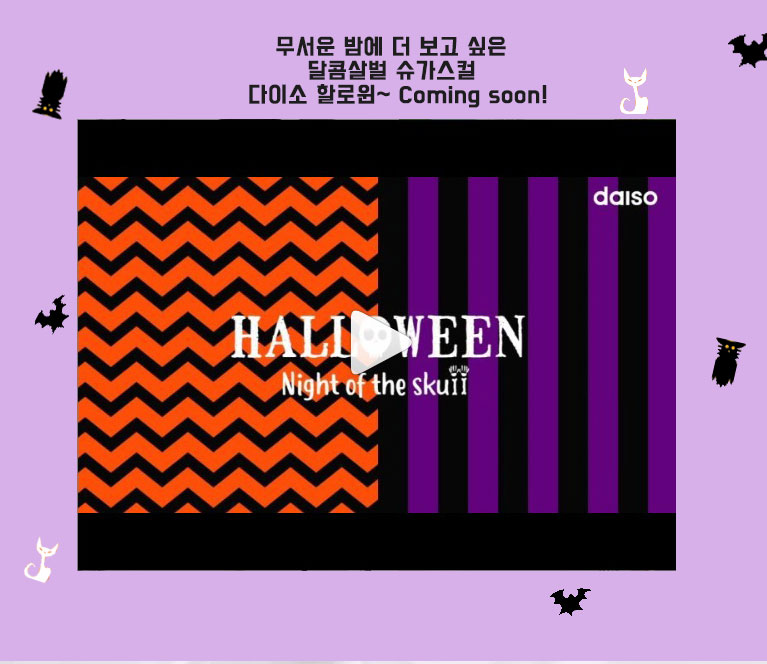 무서운 밤에 더 보고 싶은
달콤살벌 슈가스컬
다이소 할로윈~ Coming soon!
daiso
HALLOWEEN
Night of the skull